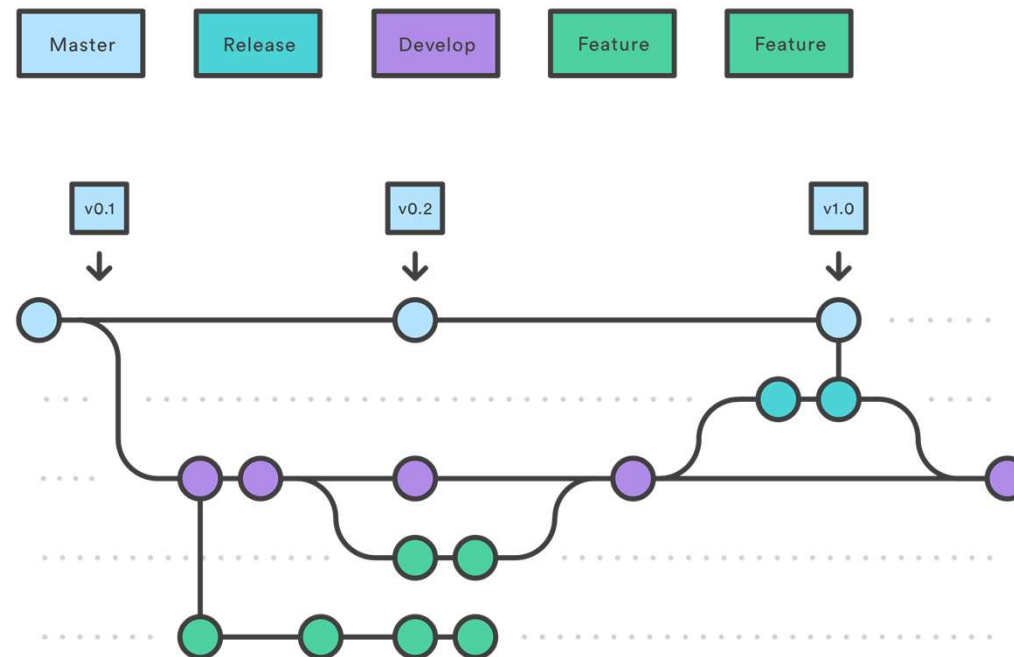 Master
Release
Develop
Feature
Feature
v0.1
v0.2
v1.0